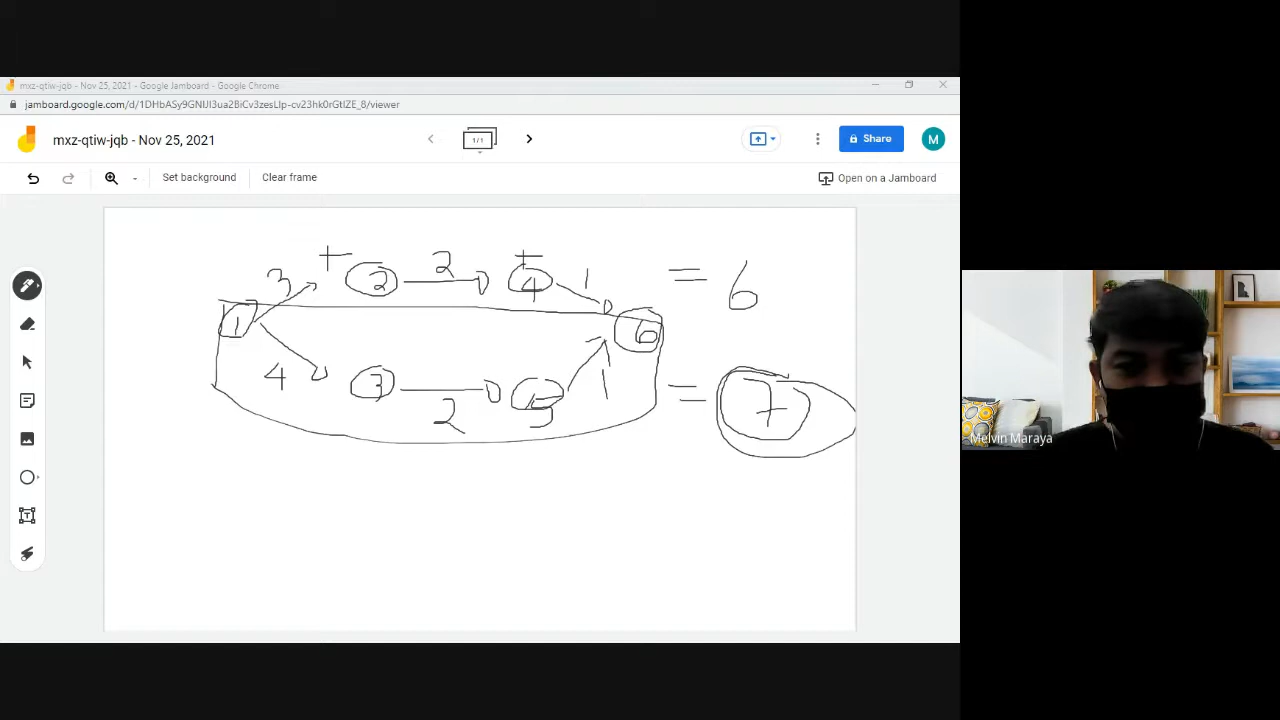 mxz-qtiw-jqb - Nov 25, 2021 - Google Jamboard - Google Chrome
jamboard.google.com/d/1DHbASy9GNlJl3ua2BiCv3zesLlp-cv23hk0rGtIZE_8/viewer
mxz-qtiw-jqb - Nov 25, 2021
1/1
Share
M
Set background
Clear frame
Open on a Jamboard
3 + 2 2 + 4 1 = 6
1 6
4 3 2 5 1 = 7
Melvin Maraya